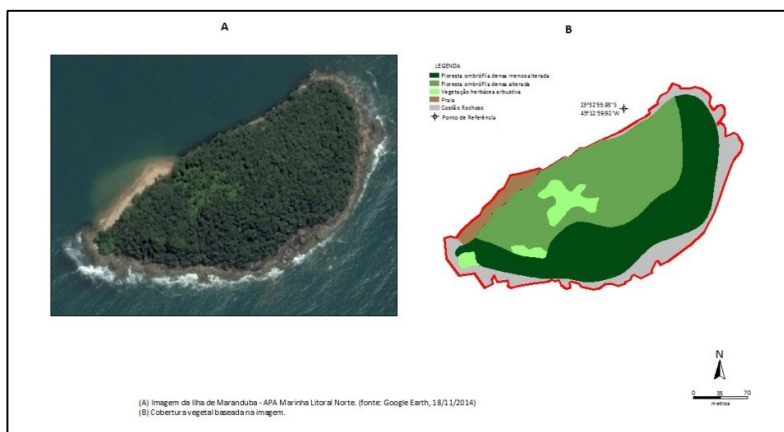 A
B
LEGENDA
Floresta ombrófila densa menos alterada
Floresta ombrófila densa alterada
Vegetação herbácea arbustiva
Praia
Costão Rochoso
Ponto de Referência
N
0 35 70
metros
(A) Imagem da Ilha de Maranduba - APA Marinha Litoral Norte. (fonte: Google Earth, 18/11/2014)
(B) Cobertura vegetal baseada na imagem.